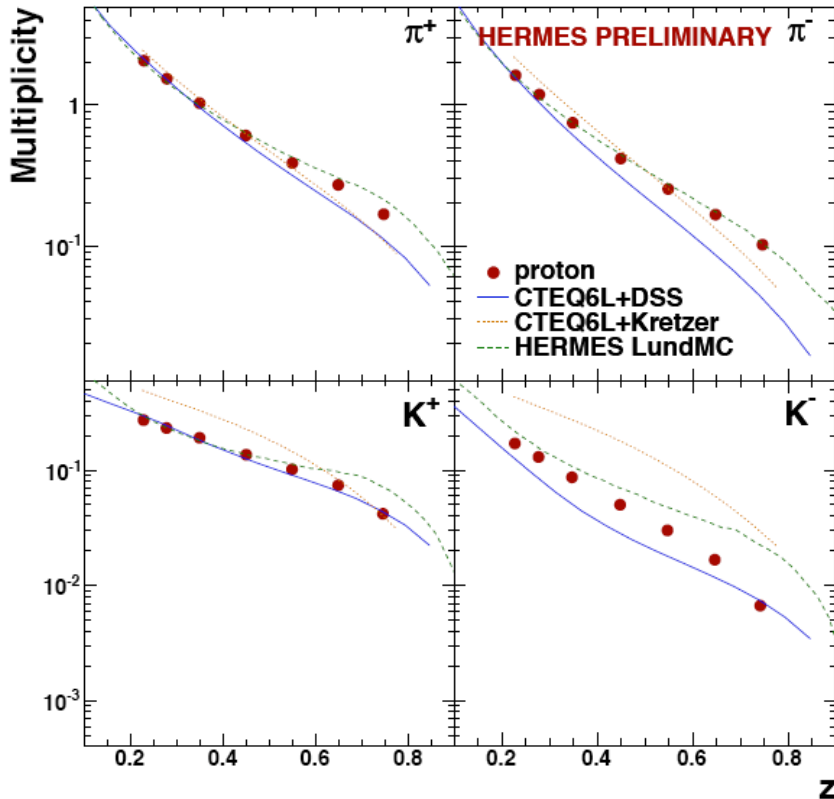 Multiplicity
π+
HERMES PRELIMINARY π-
1
10-1
proton
CTEQ6L+DSS
CTEQ6L+Kretzer
HERMES LundMC
K+
K-
10-1
10-2
10-3
0.2 0.4 0.6 0.8 0.2 0.4 0.6 0.8
z